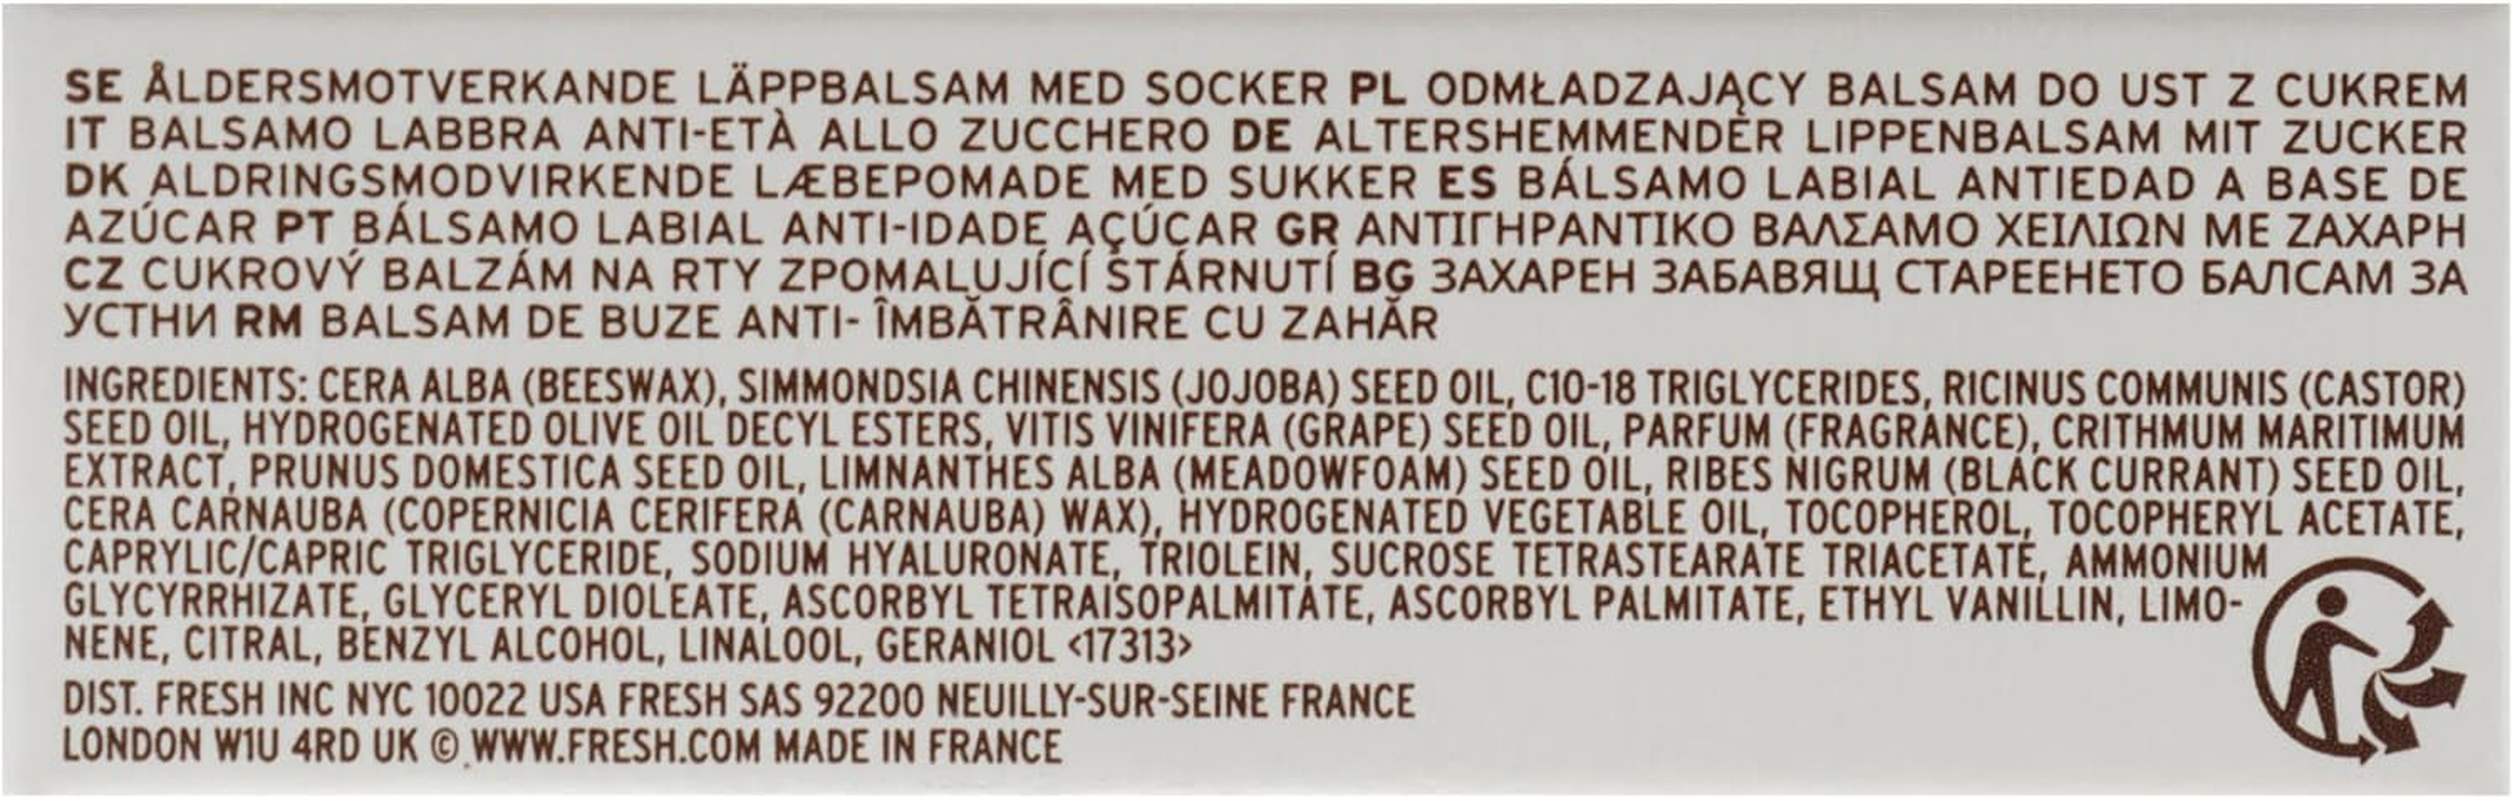 SE ÅLDERSMOTVERKANDE LÄPPBALSAM MED SOCKER PL ODMŁADZAJĄCY BALSAM DO UST Z CUKREM
IT BALSAMO LABBRA ANTI-ETÀ ALLO ZUCCHERO DE ALTERSHEMMENDER LIPPENBALSAM MIT ZUCKER
DK ALDRINGSMODVIRKENDE LÆBEPOMADE MED SUKKER ES BÁLSAMO LABIAL ANTIEDAD A BASE DE
AZÚCAR PT BÁLSAMO LABIAL ANTI-IDADE AÇÚCAR GR ΑΝΤΙΓΗΡΑΝΤΙΚΟ ΒΑΛΣΑΜΟ ΧΕΙΛΙΩΝ ΜΕ ΖΑΧΑΡΗ
CZ CUKROVÝ BALZÁM NA RTY ZPOMALUJÍCÍ STÁRNUTÍ BG ЗАХАРЕН ЗАБАВЯЩ СТАРЕЕНЕТО БАЛСАМ ЗА
УСТНИ RM BALSAM DE BUZE ANTI- ÎMBĂTRÂNIRE CU ZAHĂR
INGREDIENTS: CERA ALBA (BEESWAX), SIMMONDSIA CHINENSIS (JOJOBA) SEED OIL, C10-18 TRIGLYCERIDES, RICINUS COMMUNIS (CASTOR)
SEED OIL, HYDROGENATED OLIVE OIL DECYL ESTERS, VITIS VINIFERA (GRAPE) SEED OIL, PARFUM (FRAGRANCE), CRITHMUM MARITIMUM
EXTRACT, PRUNUS DOMESTICA SEED OIL, LIMNANTHES ALBA (MEADOWFOAM) SEED OIL, RIBES NIGRUM (BLACK CURRANT) SEED OIL,
CERA CARNAUBA (COPERNICIA CERIFERA (CARNAUBA) WAX), HYDROGENATED VEGETABLE OIL, TOCOPHEROL, TOCOPHERYL ACETATE,
CAPRYLIC/CAPRIC TRIGLYCERIDE, SODIUM HYALURONATE, TRIOLEIN, SUCROSE TETRASTEARATE TRIACETATE, AMMONIUM
GLYCYRRHIZATE, GLYCERYL DIOLEATE, ASCORBYL TETRAISOPALMITATE, ASCORBYL PALMITATE, ETHYL VANILLIN, LIMO-
NENE, CITRAL, BENZYL ALCOHOL, LINALOOL, GERANIOL <17313>
DIST. FRESH INC NYC 10022 USA FRESH SAS 92200 NEUILLY-SUR-SEINE FRANCE
LONDON W1U 4RD UK © WWW.FRESH.COM MADE IN FRANCE